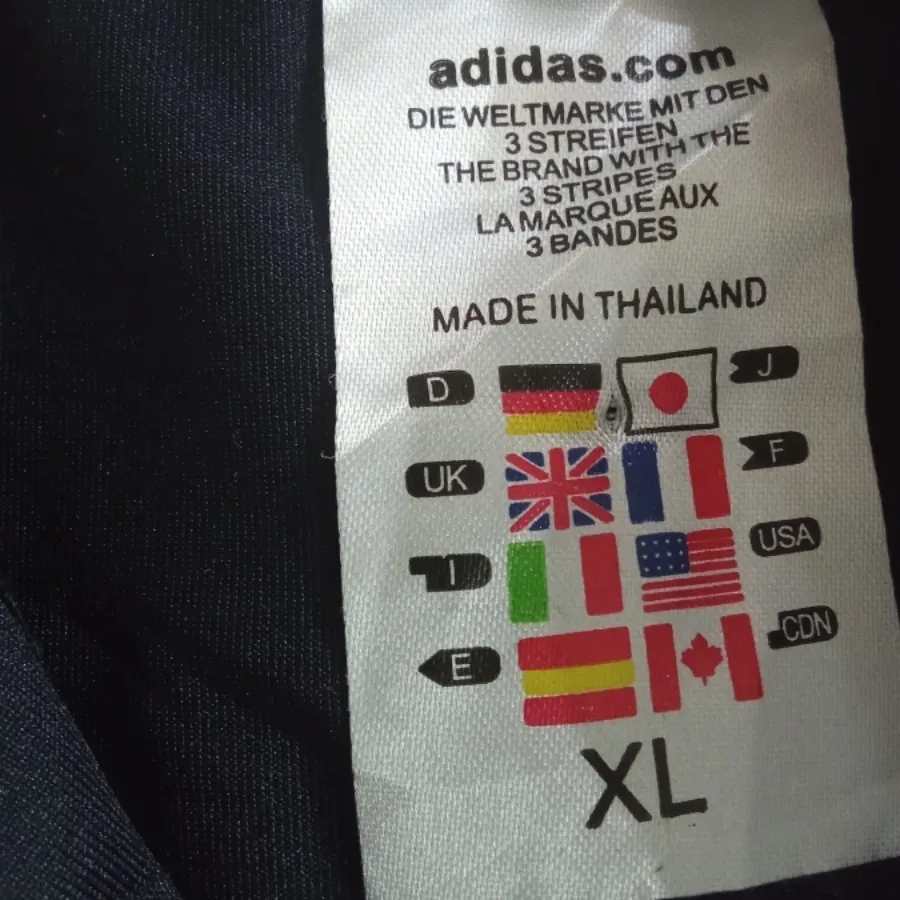 adidas.com
DIE WELTMARKE MIT DEN
3 STREIFEN
THE BRAND WITH THE
3 STRIPES
LA MARQUE AUX
3 BANDES
MADE IN THAILAND
D J
UK F
I USA
E CDN
XL